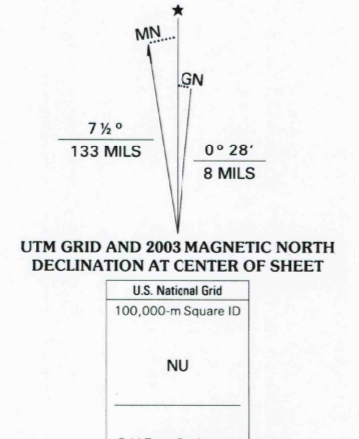 ★
MN
GN
7 ½ °
133 MILS
0° 28′
8 MILS
UTM GRID AND 2003 MAGNETIC NORTH
DECLINATION AT CENTER OF SHEET
U.S. National Grid
100,000-m Square ID
NU